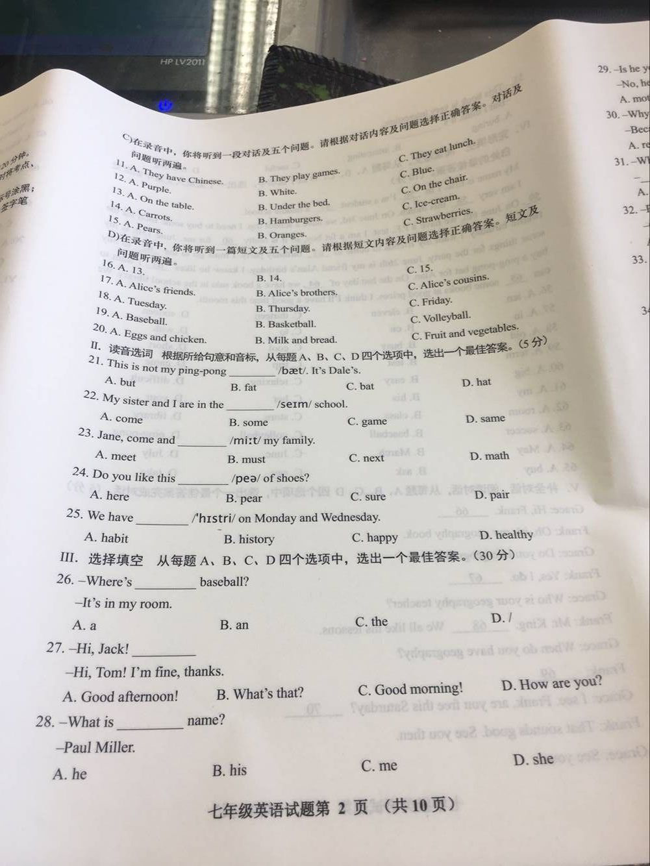 HP LV2011
C)在录音中，你将听到一段对话及五个问题。请根据对话内容及问题选择正确答案。对话及
问题听两遍。
11. A. They have Chinese. B. They play games. C. They eat lunch.
12. A. Purple. B. White. C. Blue.
13. A. On the table. B. Under the bed. C. On the chair.
14. A. Carrots. B. Hamburgers. C. Ice-cream.
15. A. Pears. B. Oranges. C. Strawberries.
D)在录音中，你将听到一篇短文及五个问题。请根据短文内容及问题选择正确答案。短文及
问题听两遍。
16. A. 13. B. 14. C. 15.
17. A. Alice's friends. B. Alice's brothers. C. Alice's cousins.
18. A. Tuesday. B. Thursday. C. Friday.
19. A. Baseball. B. Basketball. C. Volleyball.
20. A. Eggs and chicken. B. Milk and bread. C. Fruit and vegetables.
II. 读音选词 根据所给句意和音标，从每题 A、B、C、D 四个选项中，选出一个最佳答案。(5 分)
21. This is not my ping-pong ________ /bæt/. It's Dale's.
A. but B. fat C. bat D. hat
22. My sister and I are in the ________ /seɪm/ school.
A. come B. some C. game D. same
23. Jane, come and ________ /miːt/ my family.
A. meet B. must C. next D. math
24. Do you like this ________ /peə/ of shoes?
A. here B. pear C. sure D. pair
25. We have ________ /'hɪstri/ on Monday and Wednesday.
A. habit B. history C. happy D. healthy
III. 选择填空 从每题 A、B、C、D 四个选项中，选出一个最佳答案。(30 分)
26. –Where's ________ baseball?
–It's in my room.
A. a B. an C. the D. /
27. –Hi, Jack! ________
–Hi, Tom! I'm fine, thanks.
A. Good afternoon! B. What's that? C. Good morning! D. How are you?
28. –What is ________ name?
–Paul Miller.
A. he B. his C. me D. she
七年级英语试题第 2 页 （共 10 页）
29. –Is he
–No, he
A.
30. –Why
A.
31.
A.
32.
33.